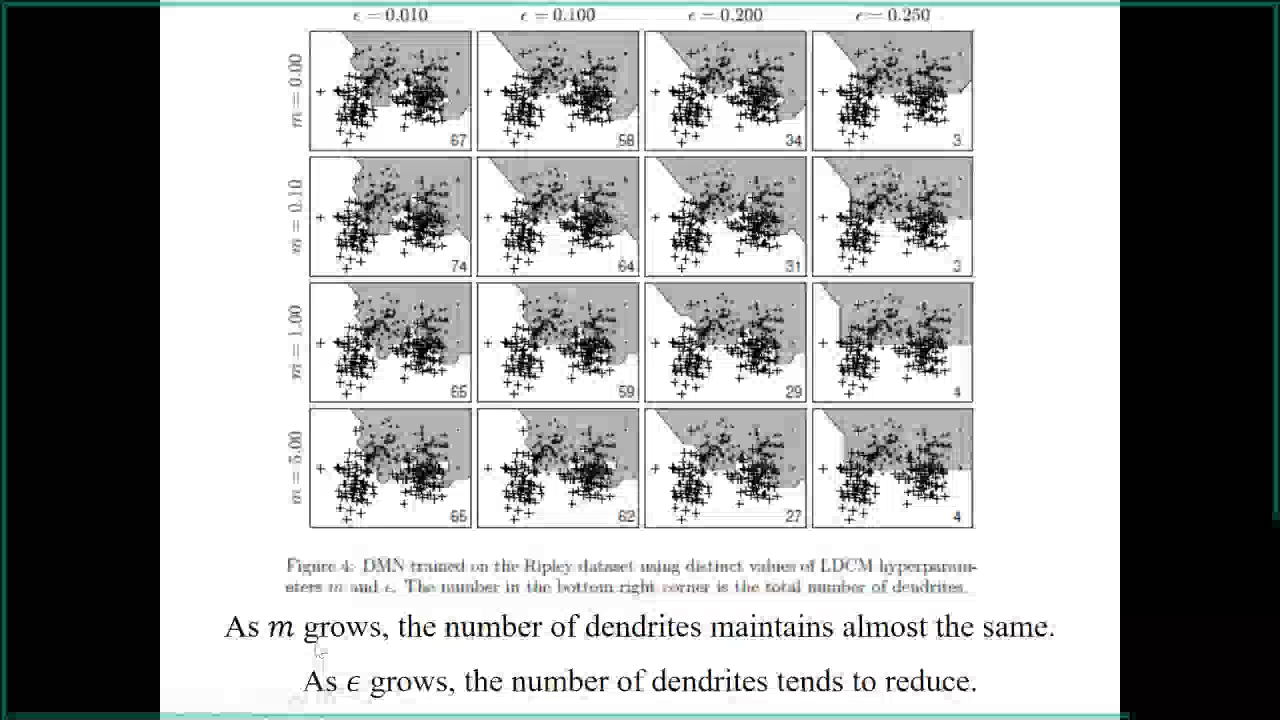 ϵ = 0.010 ϵ = 0.100 ϵ = 0.200 ϵ = 0.250
m = 0.00
67 58 34 3
m = 0.10
74 64 31 3
m = 1.00
65 59 29 4
m = 5.00
65 62 27 4
Figure 4: DMN trained on the Ripley dataset using distinct values of LDCM hyperparam-
eters m and ϵ. The number in the bottom right corner is the total number of dendrites.
As m grows, the number of dendrites maintains almost the same.
As ϵ grows, the number of dendrites tends to reduce.